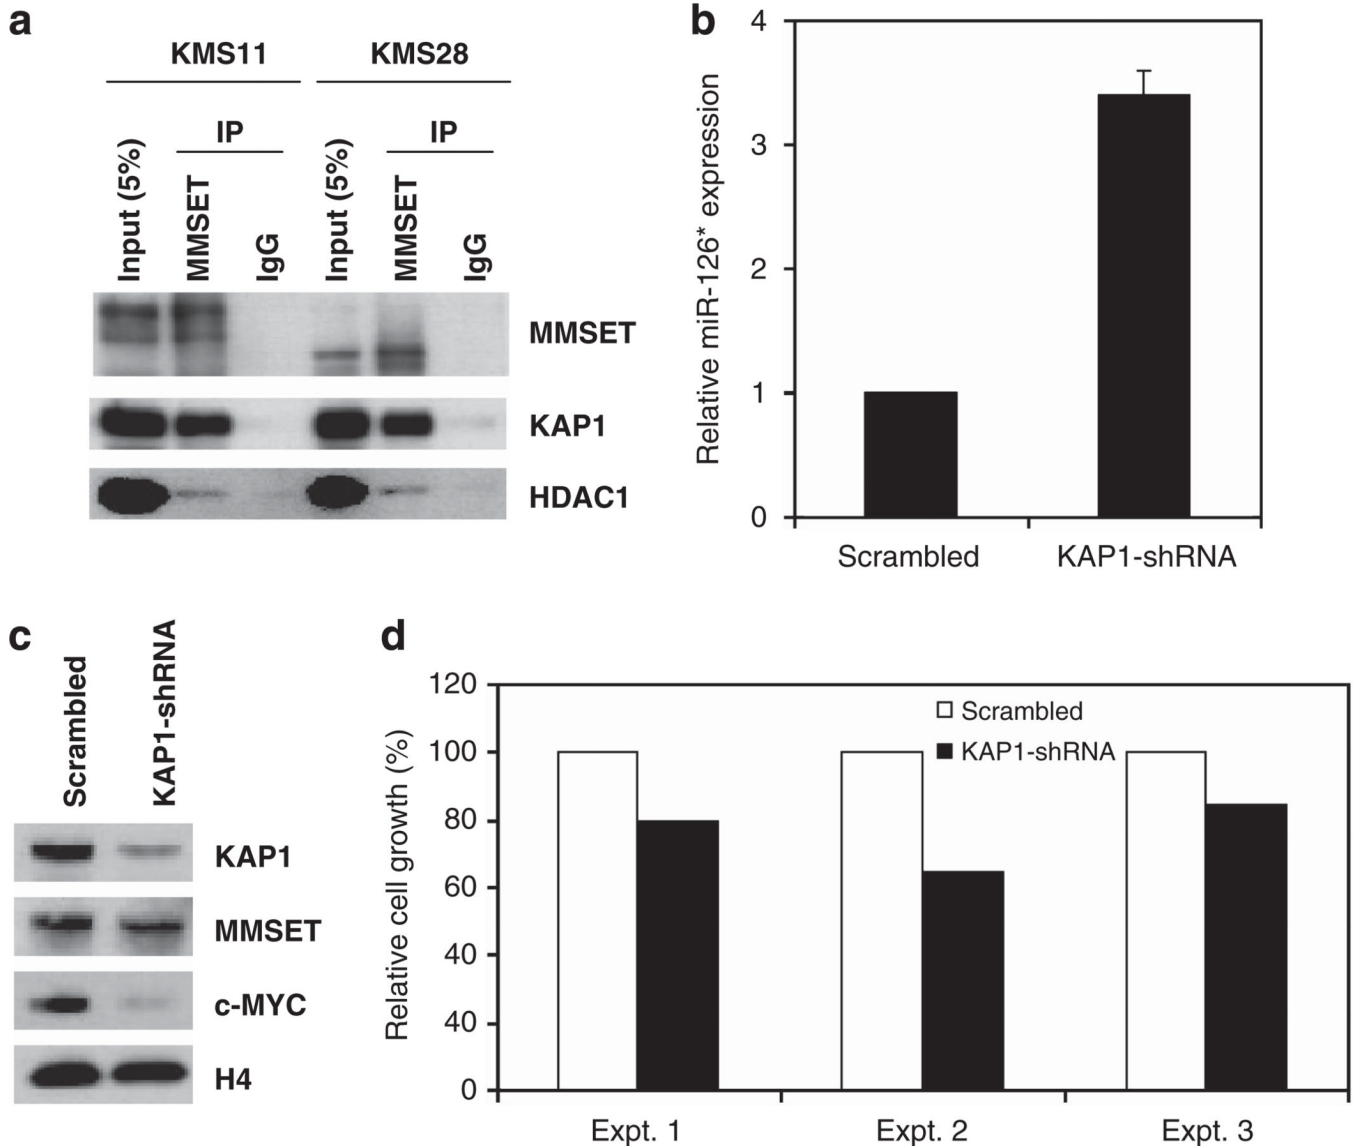 a
KMS11 KMS28
IP IP
Input (5%) MMSET IgG Input (5%) MMSET IgG
MMSET
KAP1
HDAC1
b
Relative miR-126* expression
4
3
2
1
0
Scrambled KAP1-shRNA
c
Scrambled KAP1-shRNA
KAP1
MMSET
c-MYC
H4
d
Relative cell growth (%)
120
100
80
60
40
40
0
Scrambled
KAP1-shRNA
Expt. 1 Expt. 2 Expt. 3